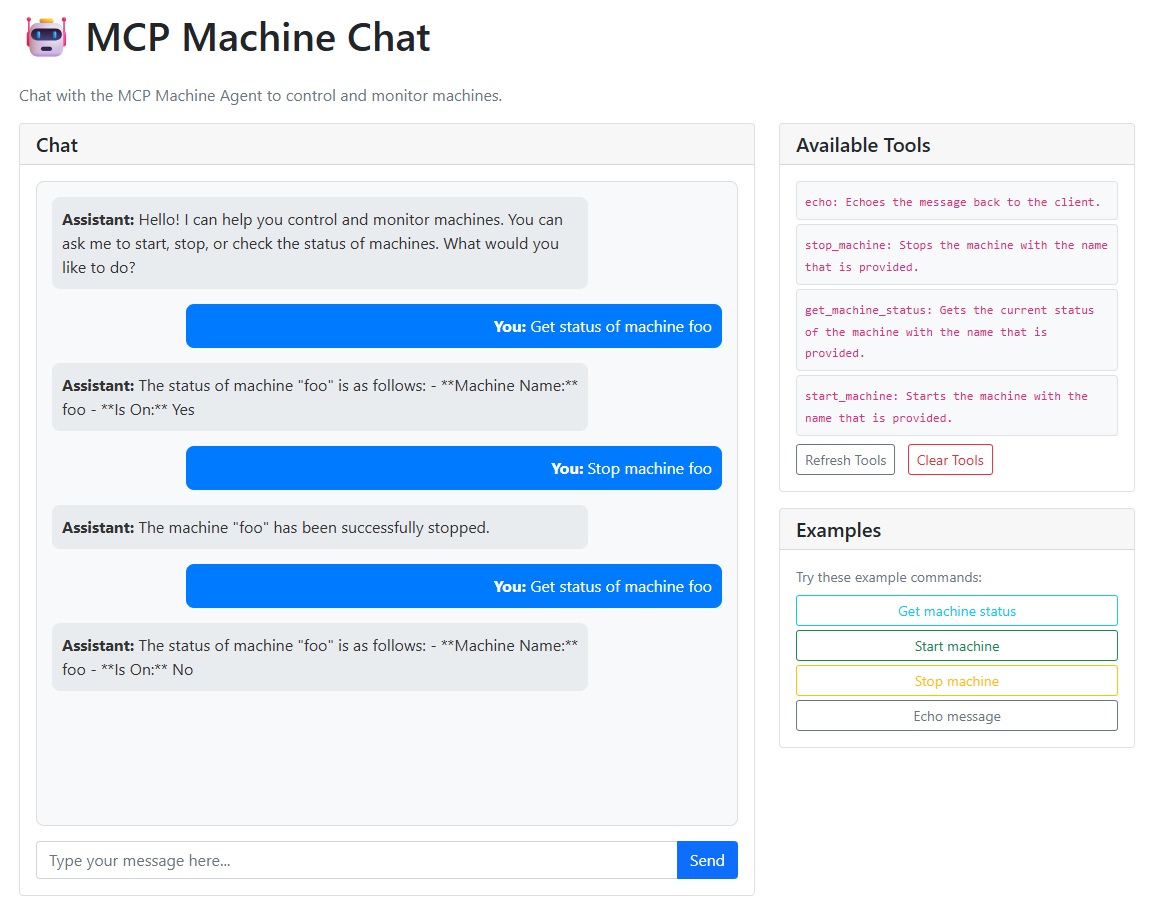 MCP Machine Chat
Chat with the MCP Machine Agent to control and monitor machines.
Chat
Assistant: Hello! I can help you control and monitor machines. You can
ask me to start, stop, or check the status of machines. What would you
like to do?
You: Get status of machine foo
Assistant: The status of machine "foo" is as follows: - **Machine Name:**
foo - **Is On:** Yes
You: Stop machine foo
Assistant: The machine "foo" has been successfully stopped.
You: Get status of machine foo
Assistant: The status of machine "foo" is as follows: - **Machine Name:**
foo - **Is On:** No
Type your message here...
Send
Available Tools
echo: Echoes the message back to the client.
stop_machine: Stops the machine with the name
that is provided.
get_machine_status: Gets the current status
of the machine with the name that is
provided.
start_machine: Starts the machine with the
name that is provided.
Refresh Tools
Clear Tools
Examples
Try these example commands:
Get machine status
Start machine
Stop machine
Echo message